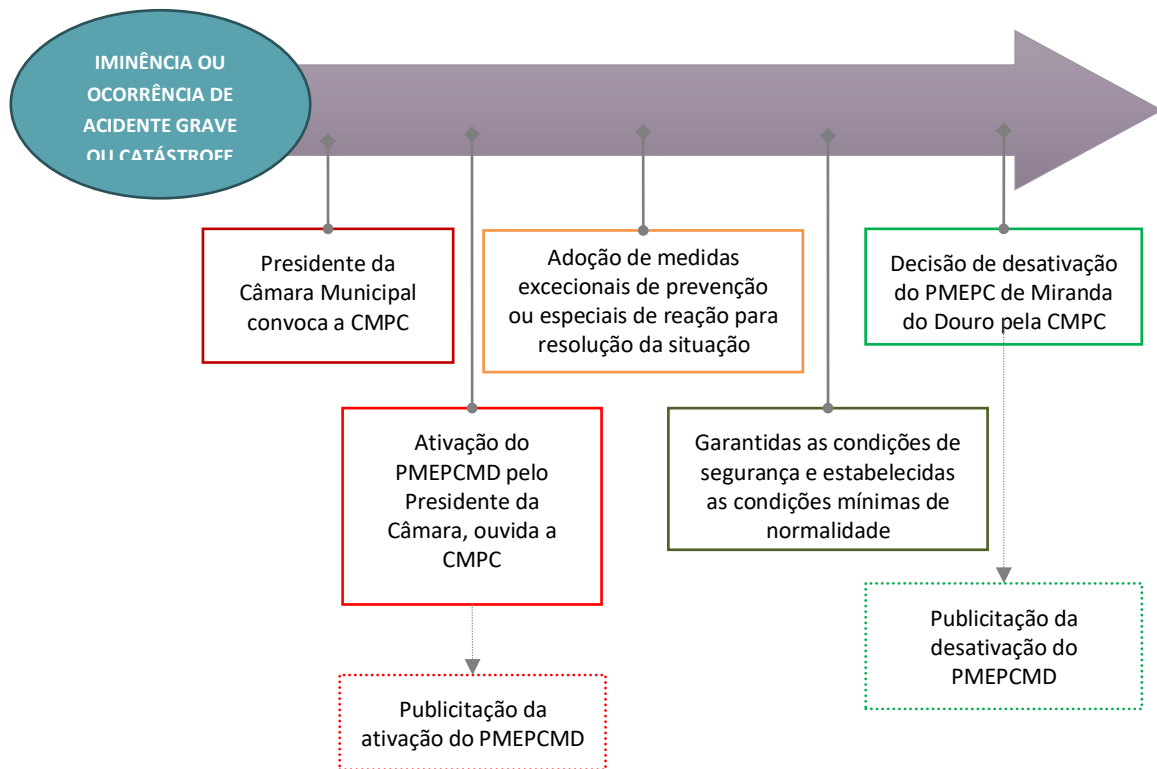 IMINÊNCIA OU
OCORRÊNCIA DE
ACIDENTE GRAVE
OU CATÁSTROFE
Presidente da
Câmara Municipal
convoca a CMPC
Ativação do
PMEPCMD pelo
Presidente da
Câmara, ouvida a
CMPC
Publicitação da
ativação do PMEPCMD
Adoção de medidas
excecionais de prevenção
ou especiais de reação para
resolução da situação
Garantidas as condições de
segurança e estabelecidas
as condições mínimas de
normalidade
Decisão de desativação
do PMEPC de Miranda
do Douro pela CMPC
Publicitação da
desativação do
PMEPCMD